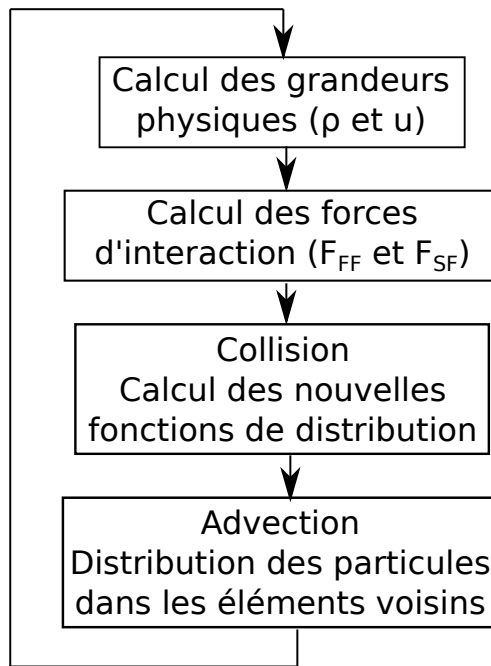 Calcul des grandeurs
physiques (ρ et u)
Calcul des forces
d'interaction (F_FF et F_SF)
Collision
Calcul des nouvelles
fonctions de distribution
Advection
Distribution des particules
dans les éléments voisins